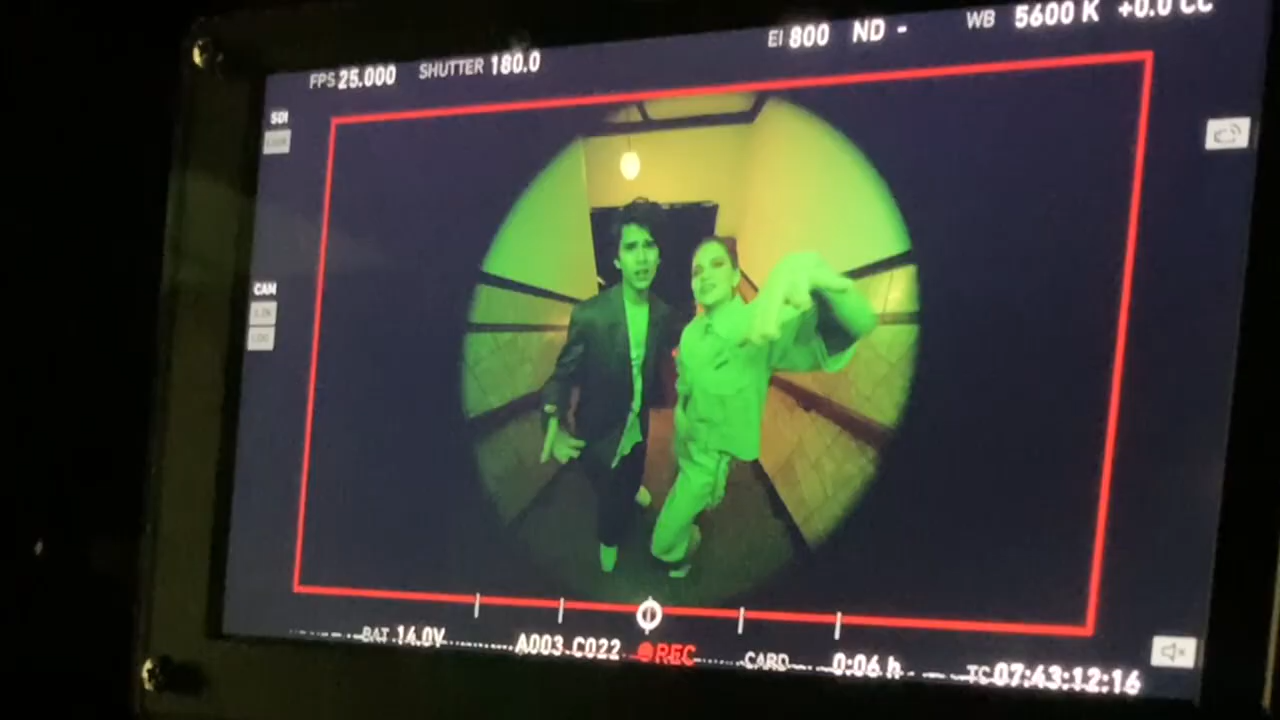 FPS 25.000 SHUTTER 180.0 EI 800 ND - WB 5600 K +0.0 CC
SDI
CAM
BAT 14.0V A003 C022 REC CARD 0:06 h TC 07:43:12:16